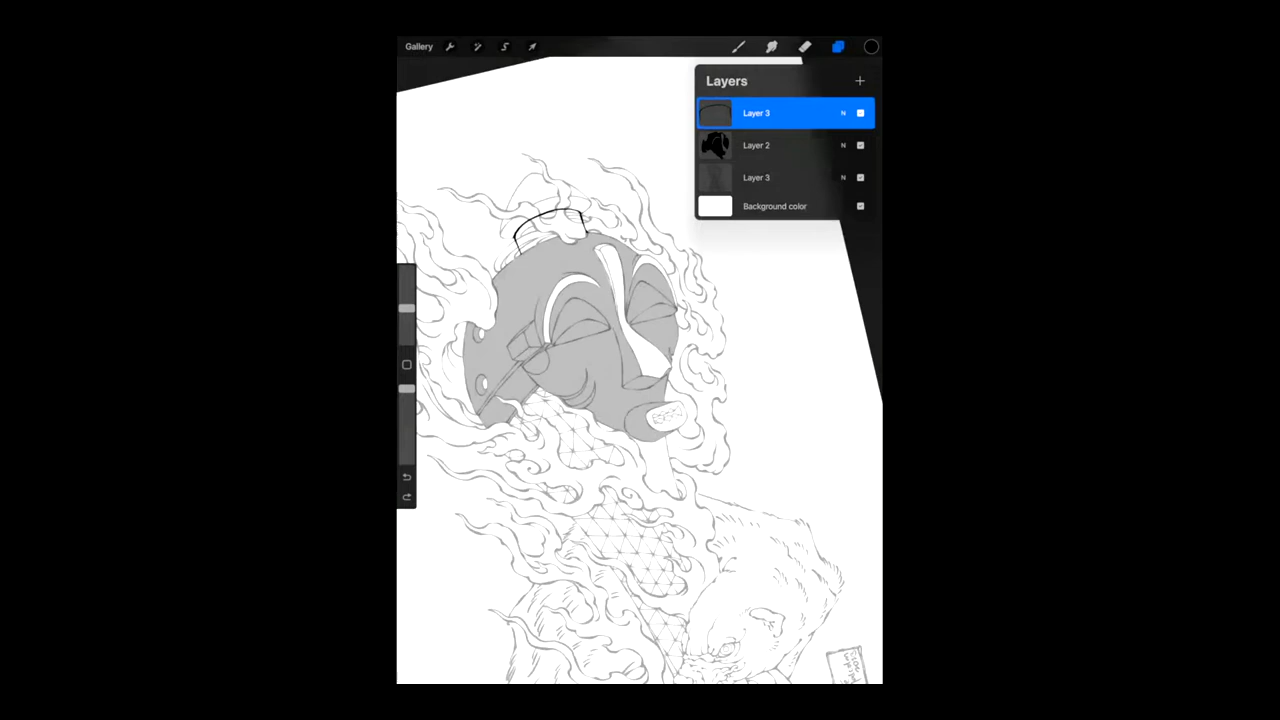 Gallery
Layers
Layer 3
N
Layer 2
N
Layer 3
N
Background color